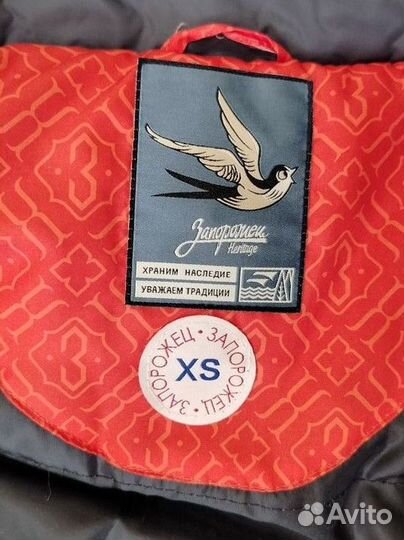 Запорожец
Heritage
ХРАНИМ НАСЛЕДИЕ
УВАЖАЕМ ТРАДИЦИИ
ЗАПОРОЖЕЦ • ЗАПОРОЖЕЦ •
XS
Avito